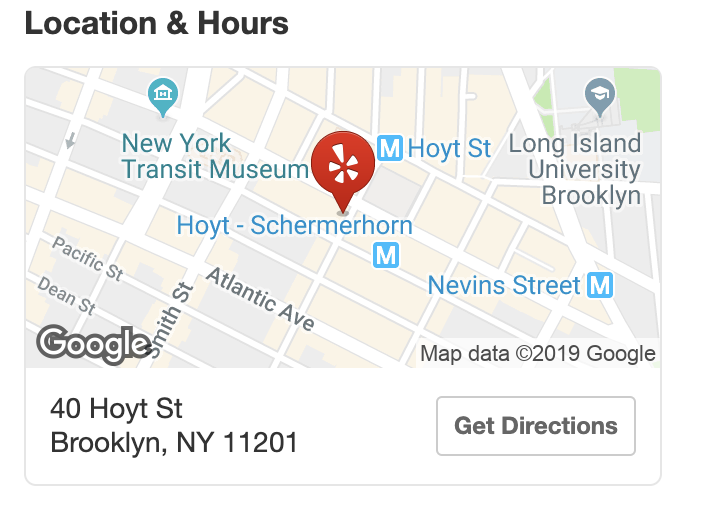 Location & Hours
New York
Transit Museum
M Hoyt St
Long Island
University
Brooklyn
Hoyt - Schermerhorn
M
Nevins Street M
Pacific St
Dean St
Smith St
Atlantic Ave
Google
Map data ©2019 Google
40 Hoyt St
Brooklyn, NY 11201
Get Directions